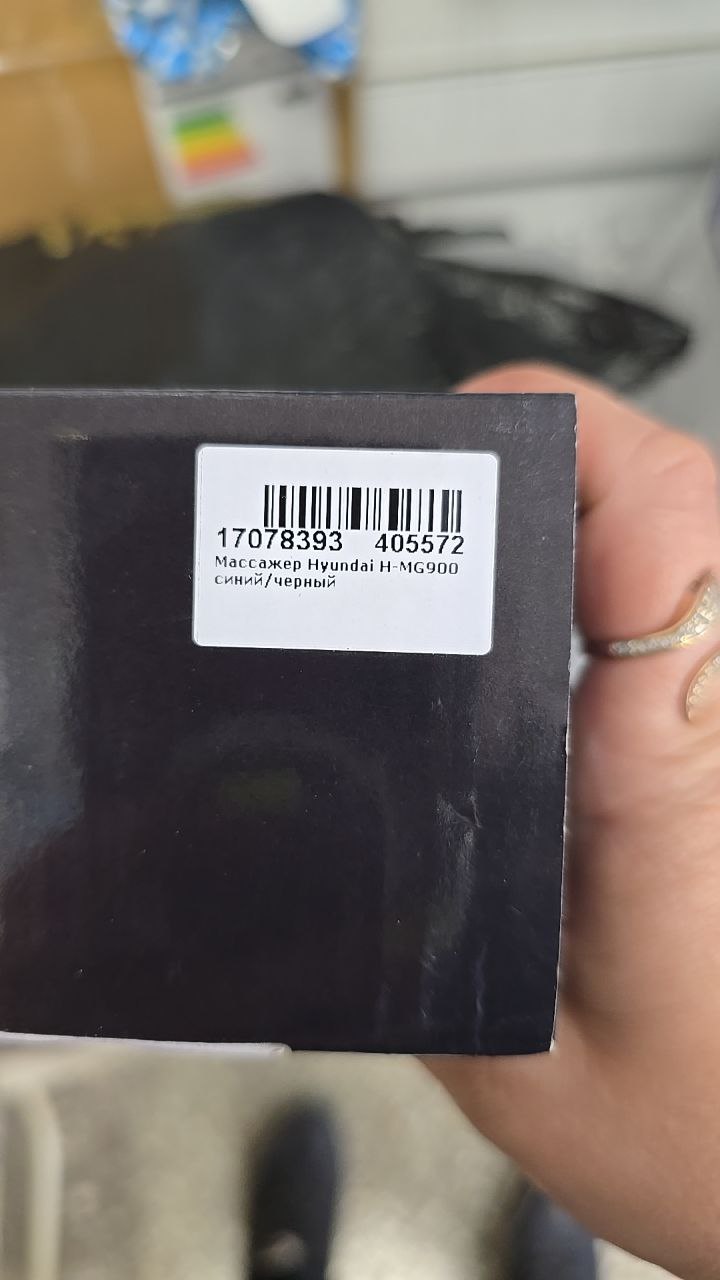 17078393 405572
Массажер Hyundai H-MG900
синий/черный